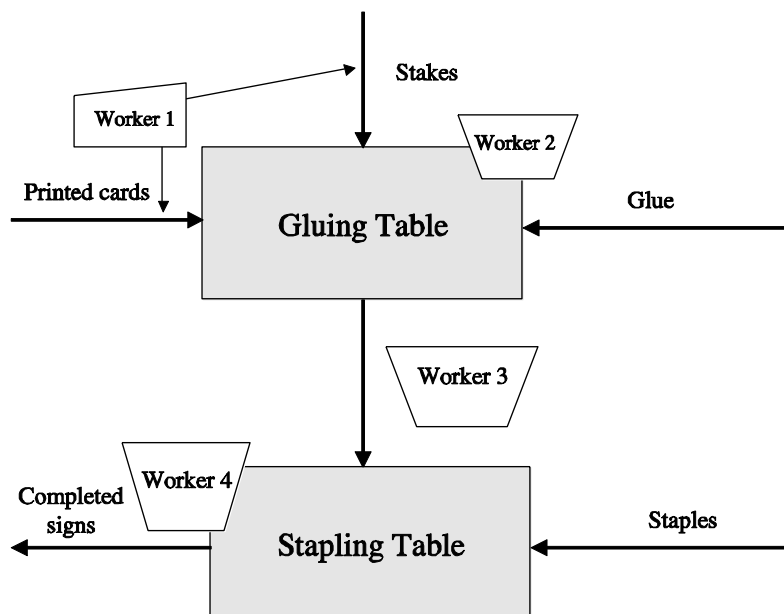 Stakes
Worker 1
Worker 2
Printed cards
Glue
Gluing Table
Worker 3
Worker 4
Completed
signs
Staples
Stapling Table